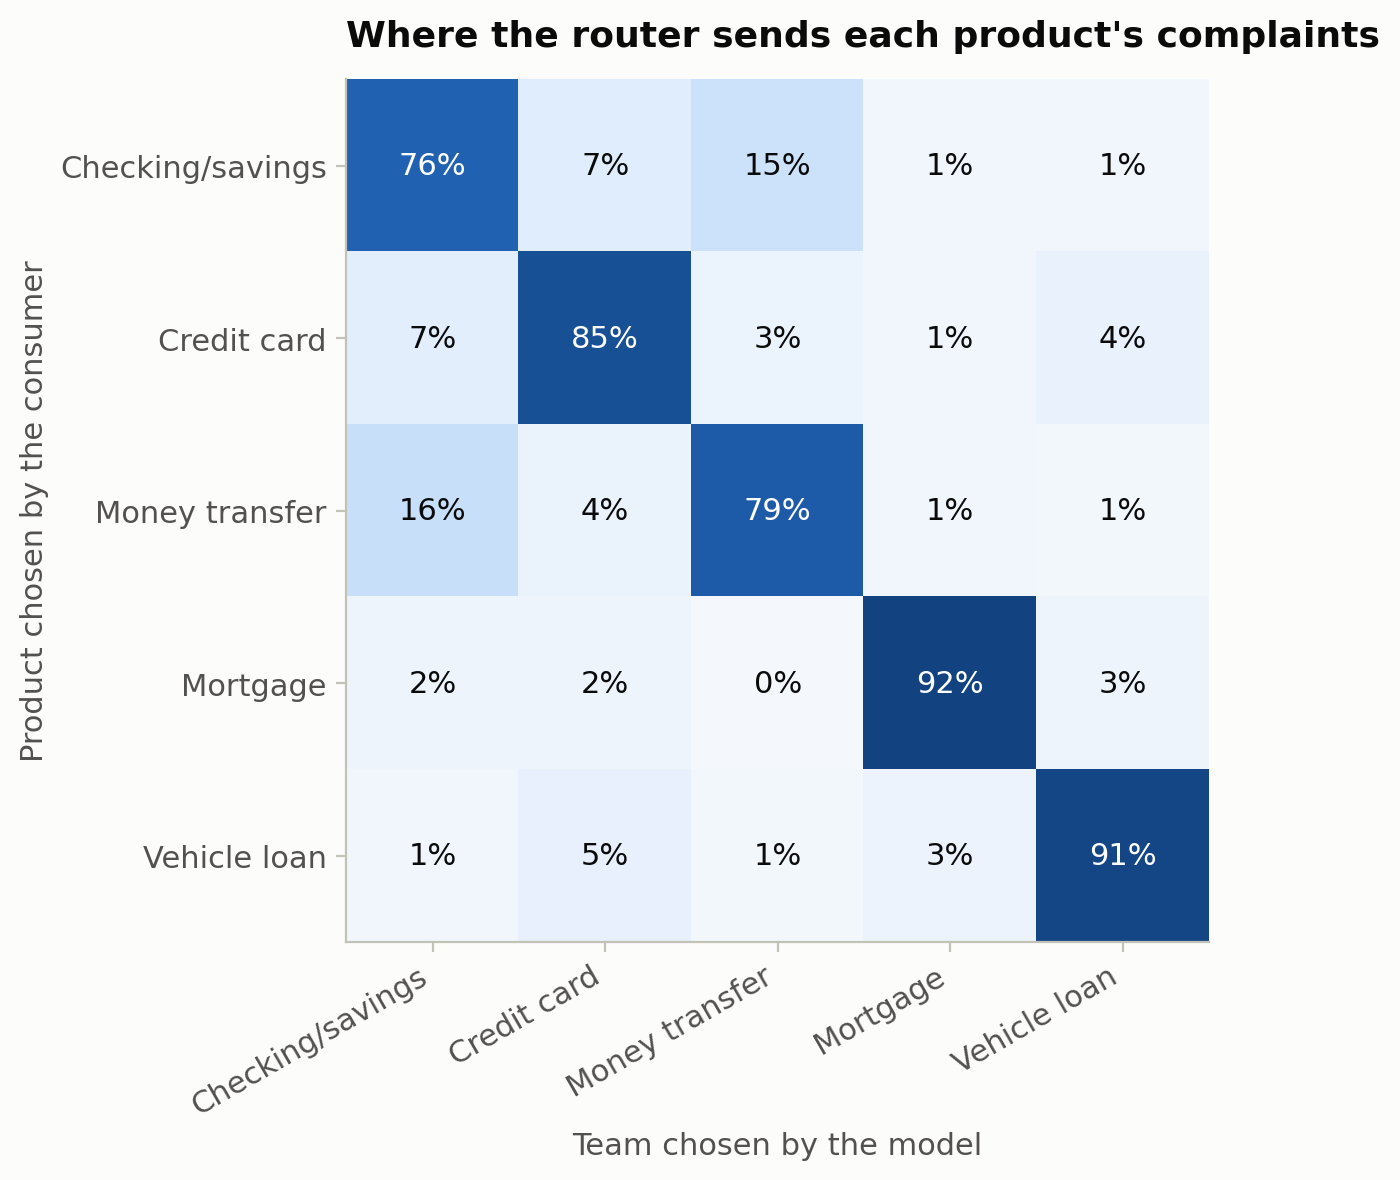 Where the router sends each product's complaints
Product chosen by the consumer
Checking/savings 76% 7% 15% 1% 1%
Credit card 7% 85% 3% 1% 4%
Money transfer 16% 4% 79% 1% 1%
Mortgage 2% 2% 0% 92% 3%
Vehicle loan 1% 5% 1% 3% 91%
Checking/savings Credit card Money transfer Mortgage Vehicle loan
Team chosen by the model